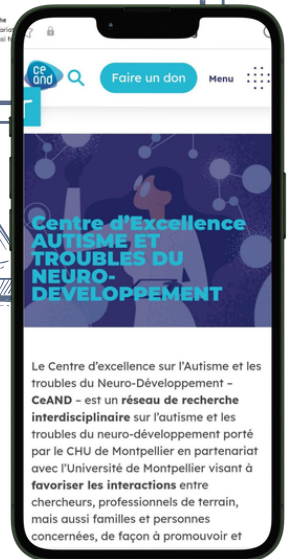 ce
and
Faire un don
Menu
Centre d'Excellence
AUTISME ET
TROUBLES DU
NEURO-
DEVELOPPEMENT
Le Centre d'excellence sur l'Autisme et les
troubles du Neuro-Développement –
CeAND – est un réseau de recherche
interdisciplinaire sur l'autisme et les
troubles du neuro-développement porté
par le CHU de Montpellier en partenariat
avec l'Université de Montpellier visant à
favoriser les interactions entre
chercheurs, professionnels de terrain,
mais aussi familles et personnes
concernées, de façon à promouvoir et